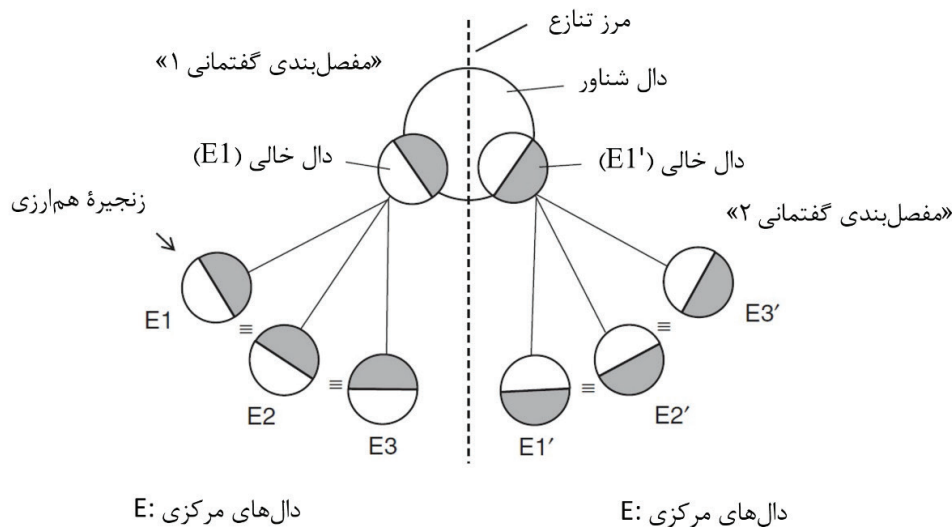 مرز تنازع
«مفصل‌بندی گفتمانی ۱»
دال شناور
دال خالی (E1)
دال خالی (E1')
زنجیرهٔ هم‌ارزی
«مفصل‌بندی گفتمانی ۲»
E1
≡
E2
≡
E3
E1′
≡
E2′
≡
E3′
E: دال‌های مرکزی
E: دال‌های مرکزی